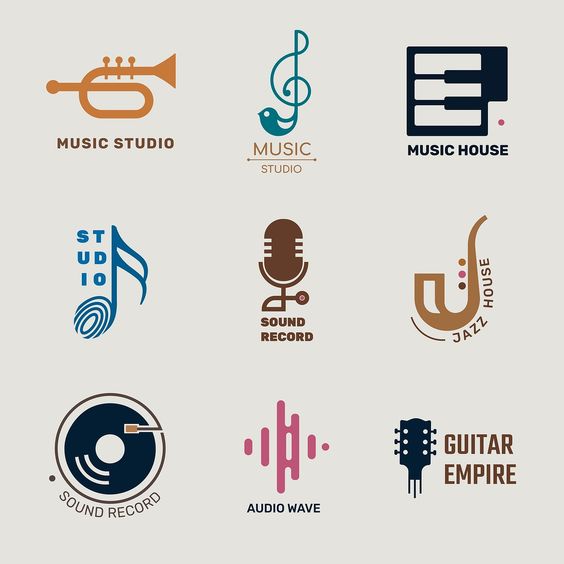 MUSIC STUDIO
MUSIC
STUDIO
MUSIC HOUSE
ST
UD
IO
SOUND
RECORD
JAZZ HOUSE
SOUND RECORD
AUDIO WAVE
GUITAR
EMPIRE